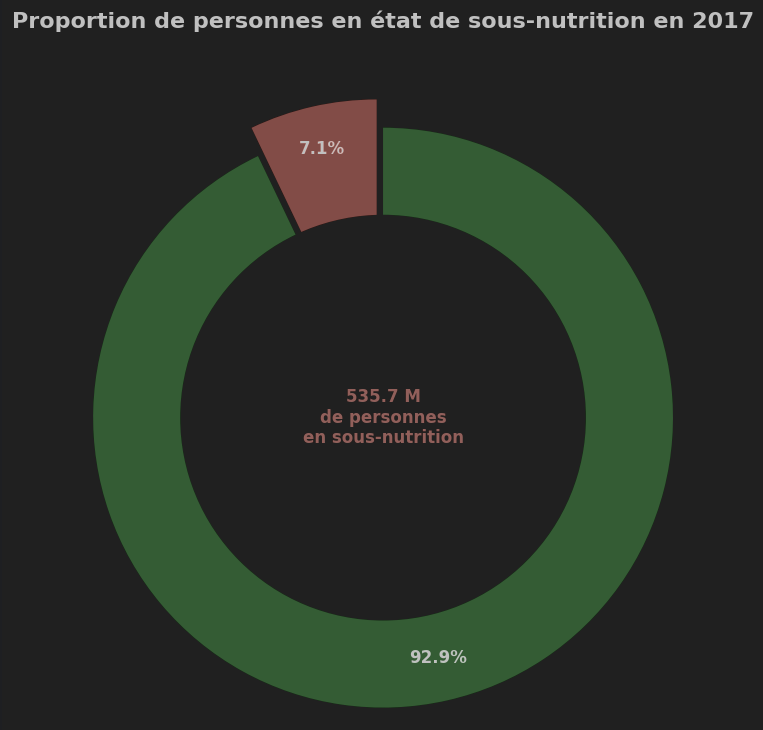 Proportion de personnes en état de sous-nutrition en 2017
7.1%
535.7 M
de personnes
en sous-nutrition
92.9%